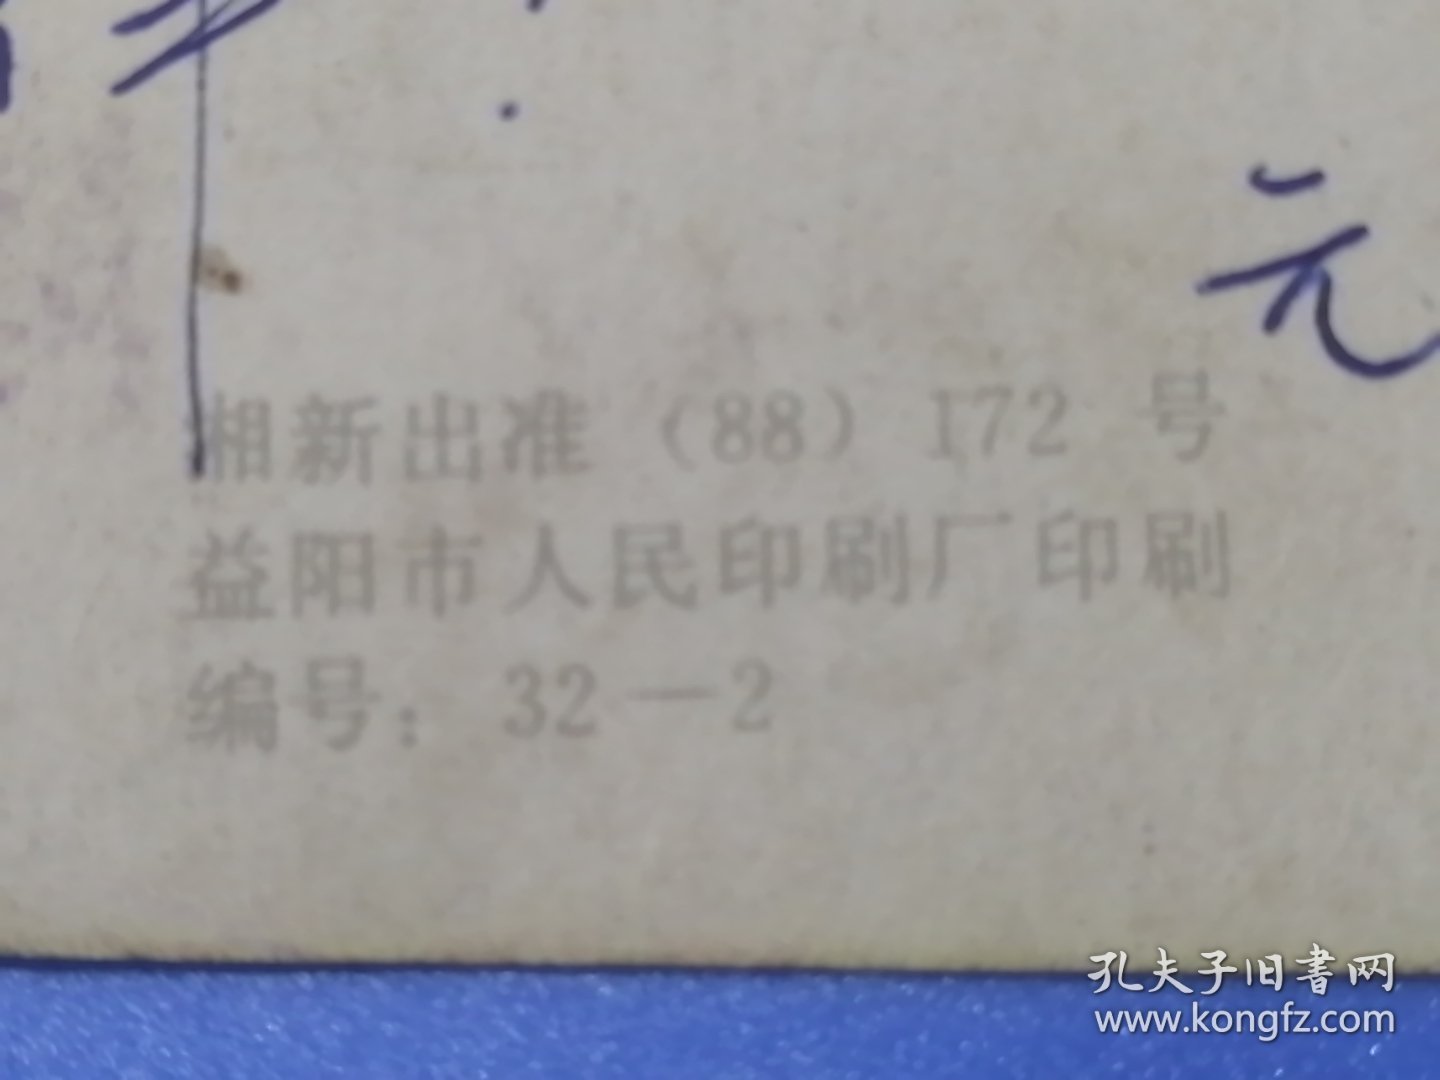 元
湘新出准（88）172 号
益阳市人民印刷厂印刷
编号：32—2
孔夫子旧书网
www.kongfz.com